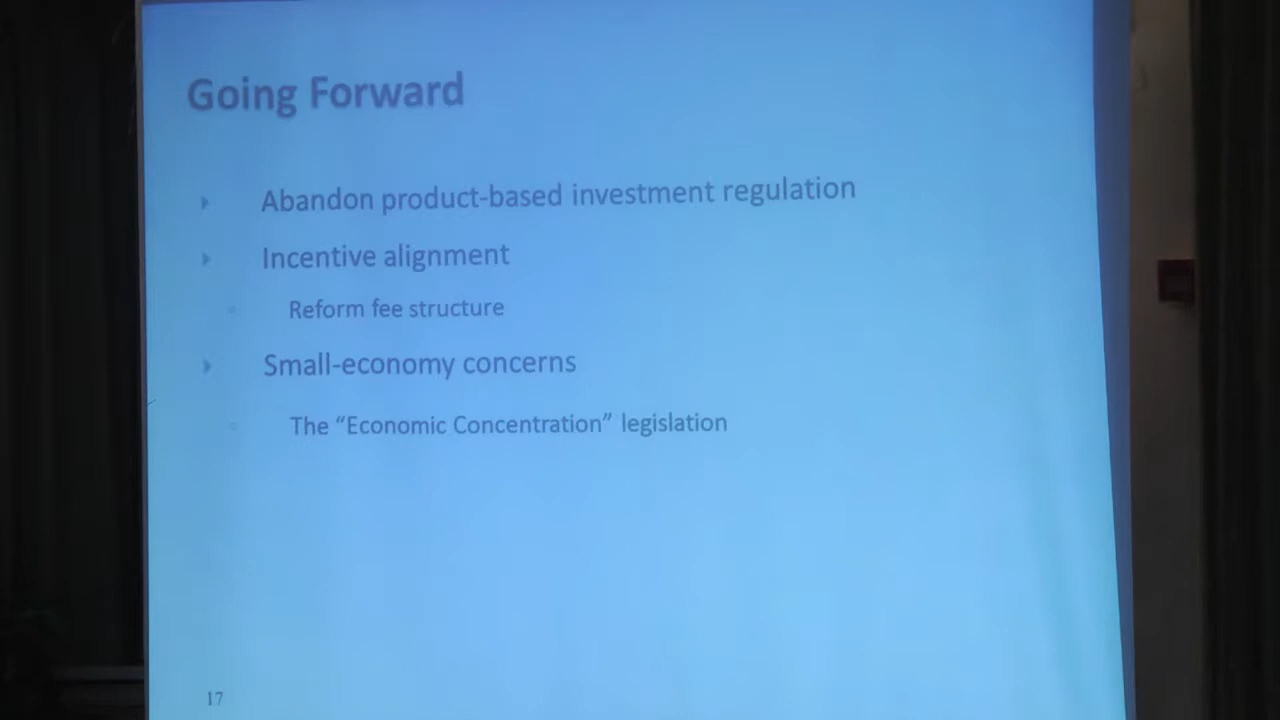 Going Forward
Abandon product-based investment regulation
Incentive alignment
Reform fee structure
Small-economy concerns
The “Economic Concentration” legislation
17